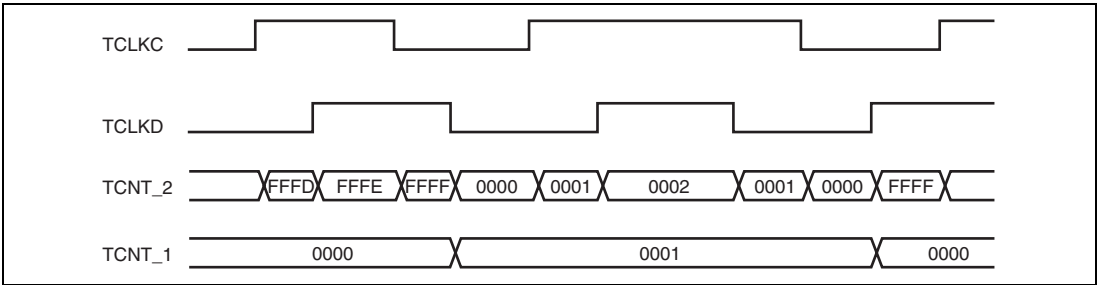 TCLKC
TCLKD
TCNT_2 FFFD FFFE FFFF 0000 0001 0002 0001 0000 FFFF
TCNT_1 0000 0001 0000